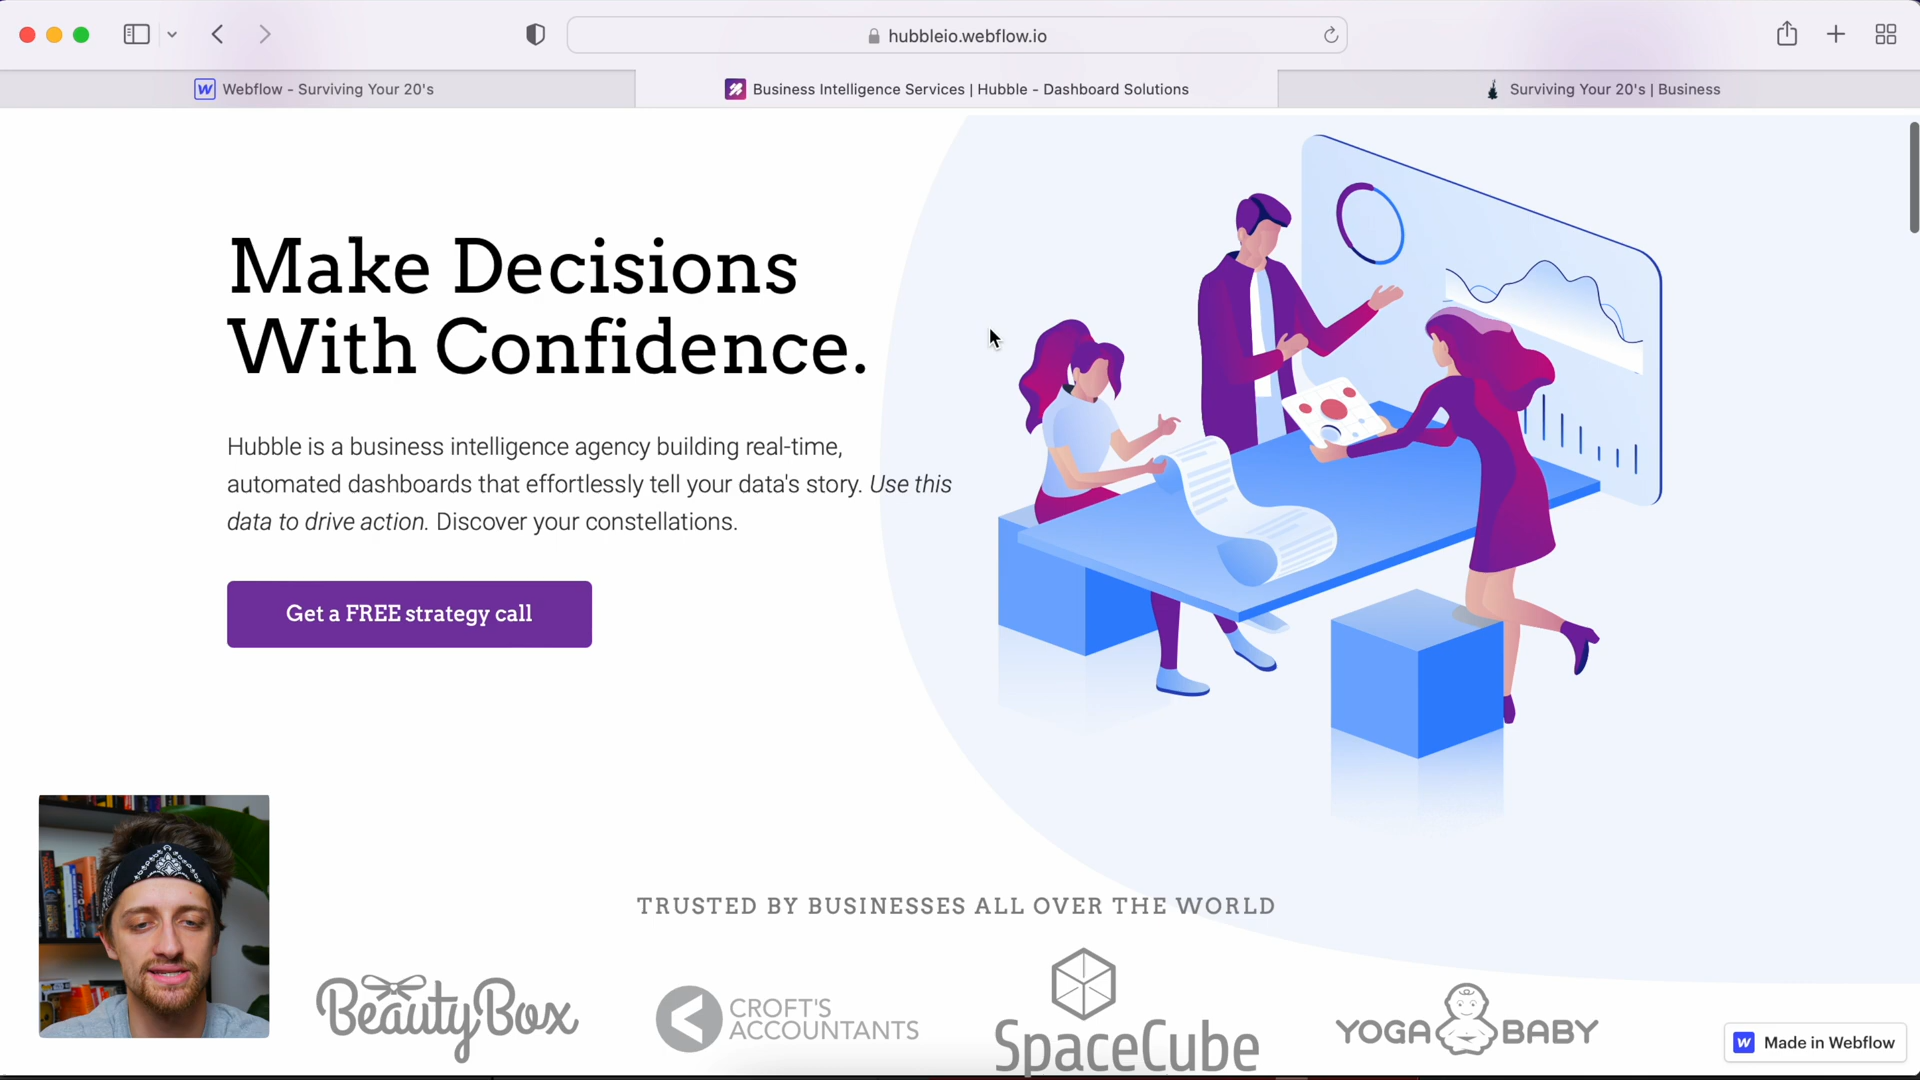 hubbleio.webflow.io
W Webflow - Surviving Your 20's
Business Intelligence Services | Hubble - Dashboard Solutions
Surviving Your 20's | Business
Make Decisions
With Confidence.
Hubble is a business intelligence agency building real-time,
automated dashboards that effortlessly tell your data's story. Use this
data to drive action. Discover your constellations.
Get a FREE strategy call
TRUSTED BY BUSINESSES ALL OVER THE WORLD
BeautyBox
CROFT'S
ACCOUNTANTS
SpaceCube
YOGA BABY
W Made in Webflow